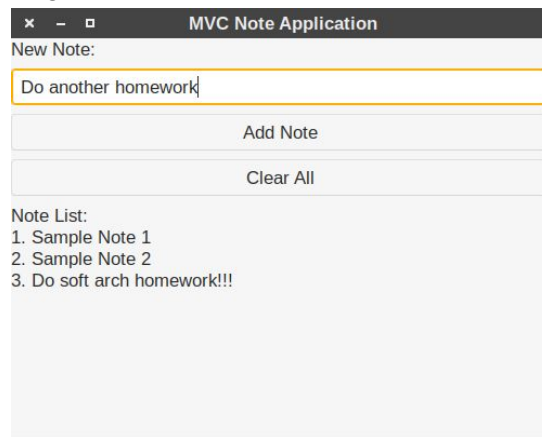 MVC Note Application
New Note:
Do another homework
Add Note
Clear All
Note List:
1. Sample Note 1
2. Sample Note 2
3. Do soft arch homework!!!